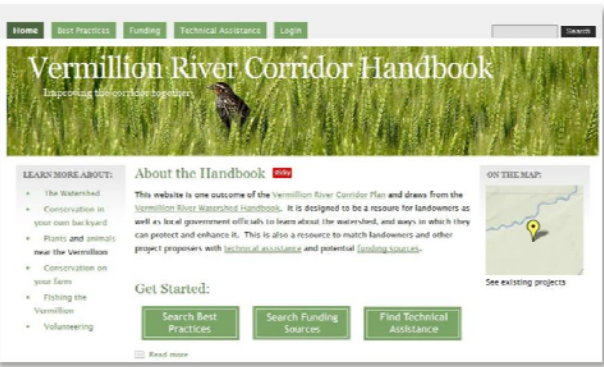 Home
Best Practices
Funding
Technical Assistance
Login
Search
Vermillion River Corridor Handbook
Improving the corridor together
LEARN MORE ABOUT:
The Watershed
Conservation in
your own backyard
Plants and animals
near the Vermillion
Conservation on
your farm
Fishing the
Vermillion
Volunteering
About the Handbook sticky
This website is one outcome of the Vermillion River Corridor Plan and draws from the
Vermillion River Watershed Handbook. It is designed to be a resoure for landowners as
well as local government officials to learn about the watershed, and ways in which they
can protect and enhance it. This is also a resource to match landowners and other
project proposers with technical assistance and potential funding sources.
Get Started:
Search Best
Practices
Search Funding
Sources
Find Technical
Assistance
Read more
ON THE MAP:
See existing projects